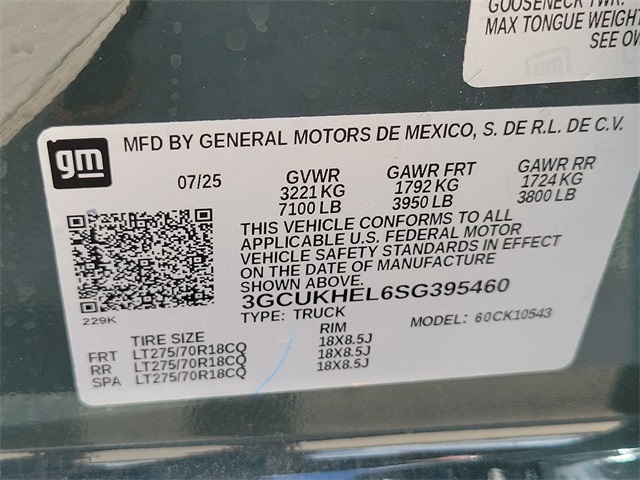 GOOSENECK TWR:
MAX TONGUE WEIGHT
SEE OW
gm
MFD BY GENERAL MOTORS DE MEXICO, S. DE R.L. DE C.V.
07/25 GVWR GAWR FRT GAWR RR
3221 KG 1792 KG 1724 KG
7100 LB 3950 LB 3800 LB
THIS VEHICLE CONFORMS TO ALL
APPLICABLE U.S. FEDERAL MOTOR
VEHICLE SAFETY STANDARDS IN EFFECT
ON THE DATE OF MANUFACTURE
SHOWN ABOVE.
3GCUKHEL6SG395460
229K
TYPE: TRUCK MODEL: 60CK10543
TIRE SIZE RIM
FRT LT275/70R18CQ 18X8.5J
RR LT275/70R18CQ 18X8.5J
SPA LT275/70R18CQ 18X8.5J